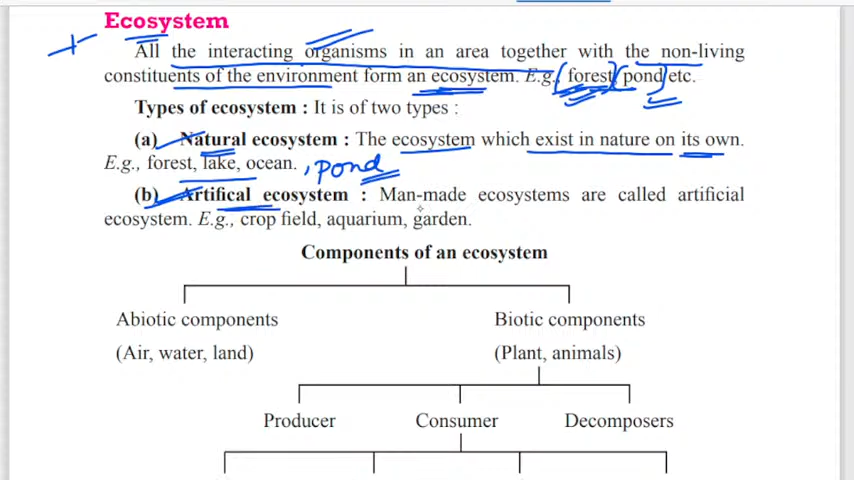 Ecosystem
All the interacting organisms in an area together with the non-living
constituents of the environment form an ecosystem. E.g., forest, pond etc.
Types of ecosystem : It is of two types :
(a) Natural ecosystem : The ecosystem which exist in nature on its own.
E.g., forest, lake, ocean. , pond
(b) Artifical ecosystem : Man-made ecosystems are called artificial
ecosystem. E.g., crop field, aquarium, garden.
Components of an ecosystem
Abiotic components Biotic components
(Air, water, land) (Plant, animals)
Producer Consumer Decomposers